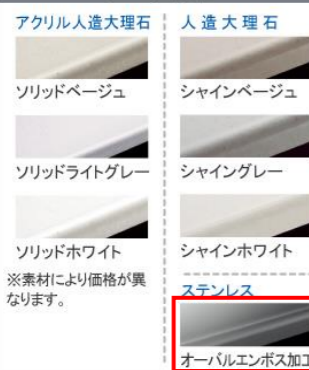 アクリル人造大理石
ソリッドベージュ
ソリッドライトグレー
ソリッドホワイト
※素材により価格が異
なります。
人造大理石
シャインベージュ
シャイングレー
シャインホワイト
ステンレス
オーバルエンボス加工